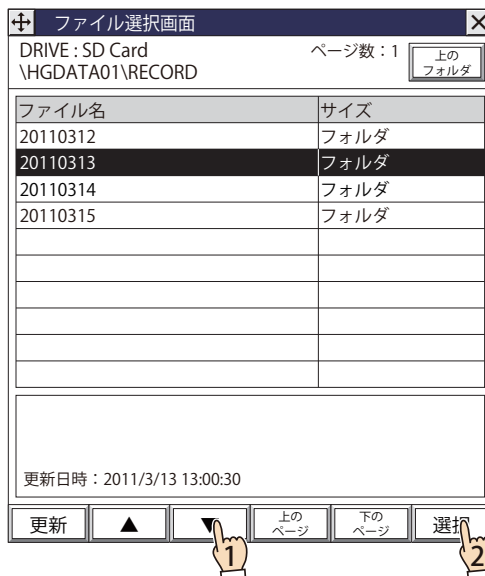 ファイル選択画面
DRIVE : SD Card
ページ数：1
上の
フォルダ
\HGDATA01\RECORD
ファイル名 サイズ
20110312 フォルダ
20110313 フォルダ
20110314 フォルダ
20110315 フォルダ
更新日時：2011/3/13 13:00:30
更新 ▲ ▼ 上の
ページ 下の
ページ 選択
1 2